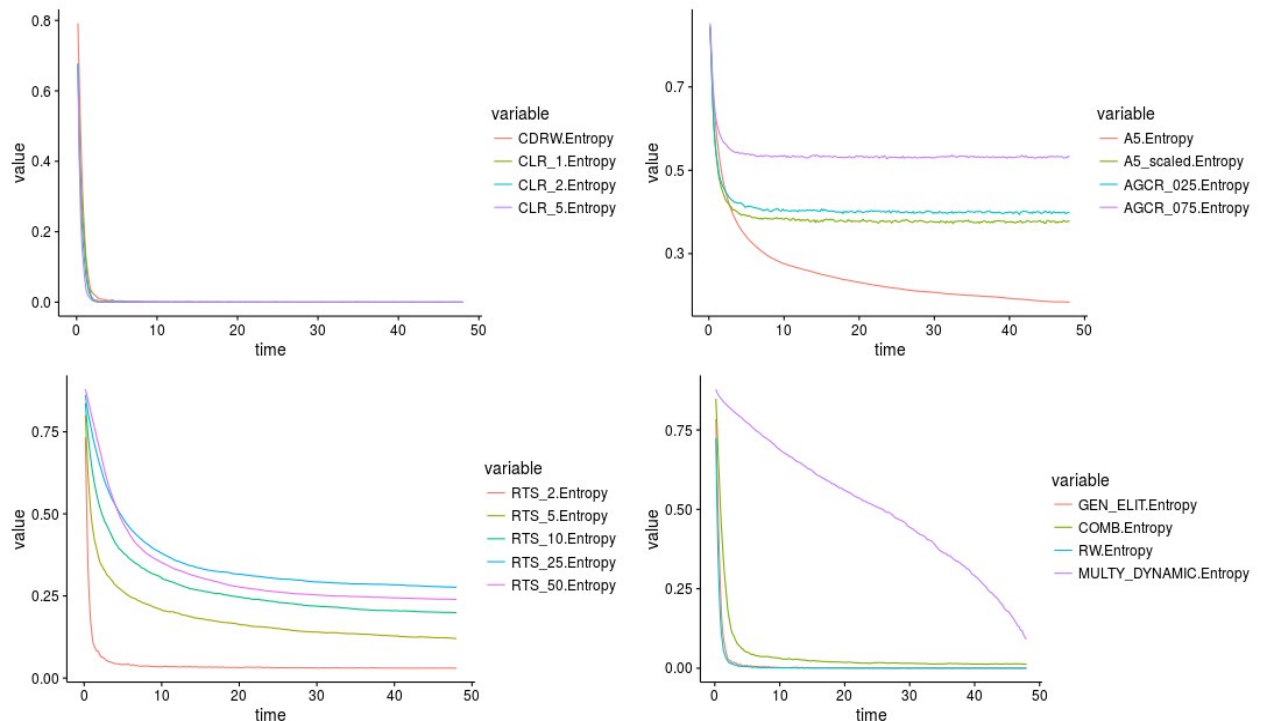 0.8
0.6
0.4
0.2
0.0
value
0 10 20 30 40 50
time
variable
CDRW.Entropy
CLR_1.Entropy
CLR_2.Entropy
CLR_5.Entropy
0.7
0.5
0.3
value
0 10 20 30 40 50
time
variable
A5.Entropy
A5_scaled.Entropy
AGCR_025.Entropy
AGCR_075.Entropy
0.75
0.50
0.25
0.00
value
0 10 20 30 40 50
time
variable
RTS_2.Entropy
RTS_5.Entropy
RTS_10.Entropy
RTS_25.Entropy
RTS_50.Entropy
0.75
0.50
0.25
0.00
value
0 10 20 30 40 50
time
variable
GEN_ELIT.Entropy
COMB.Entropy
RW.Entropy
MULTY_DYNAMIC.Entropy